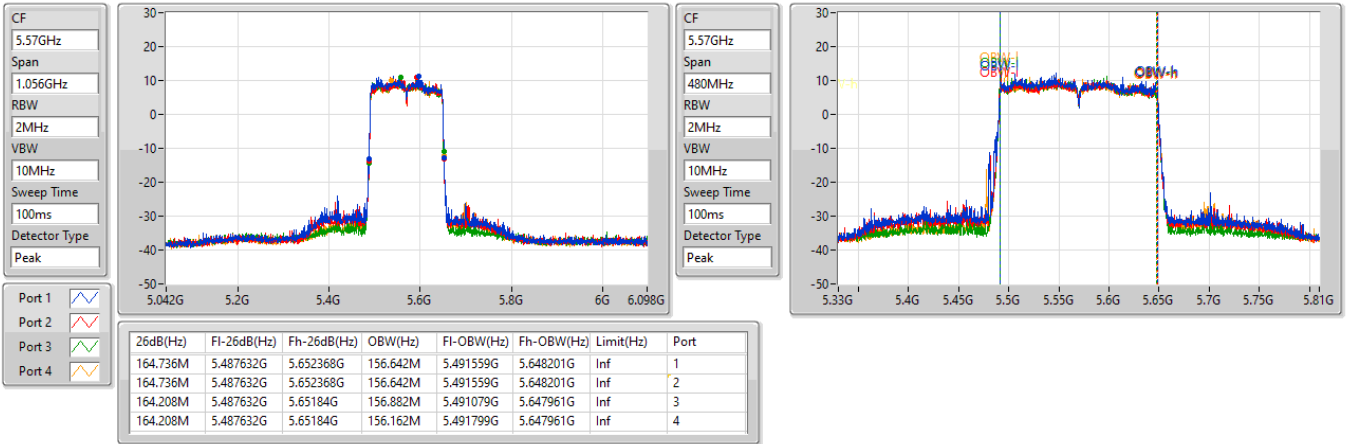 CF
5.57GHz
Span
1.056GHz
RBW
2MHz
VBW
10MHz
Sweep Time
100ms
Detector Type
Peak
30
20
10
0
-10
-20
-30
-40
-50
5.042G 5.2G 5.4G 5.6G 5.8G 6G 6.098G
CF
5.57GHz
Span
480MHz
RBW
2MHz
VBW
10MHz
Sweep Time
100ms
Detector Type
Peak
30
20
10
0
-10
-20
-30
-40
-50
OBW-l
OBW-l
OBW-l
OBW-h
5.33G 5.4G 5.45G 5.5G 5.55G 5.6G 5.65G 5.7G 5.75G 5.81G
Port 1
Port 2
Port 3
Port 4
26dB(Hz) Fl-26dB(Hz) Fh-26dB(Hz) OBW(Hz) Fl-OBW(Hz) Fh-OBW(Hz) Limit(Hz) Port
164.736M 5.487632G 5.652368G 156.642M 5.491559G 5.648201G Inf 1
164.736M 5.487632G 5.652368G 156.642M 5.491559G 5.648201G Inf 2
164.208M 5.487632G 5.65184G 156.882M 5.491079G 5.647961G Inf 3
164.208M 5.487632G 5.65184G 156.162M 5.491799G 5.647961G Inf 4